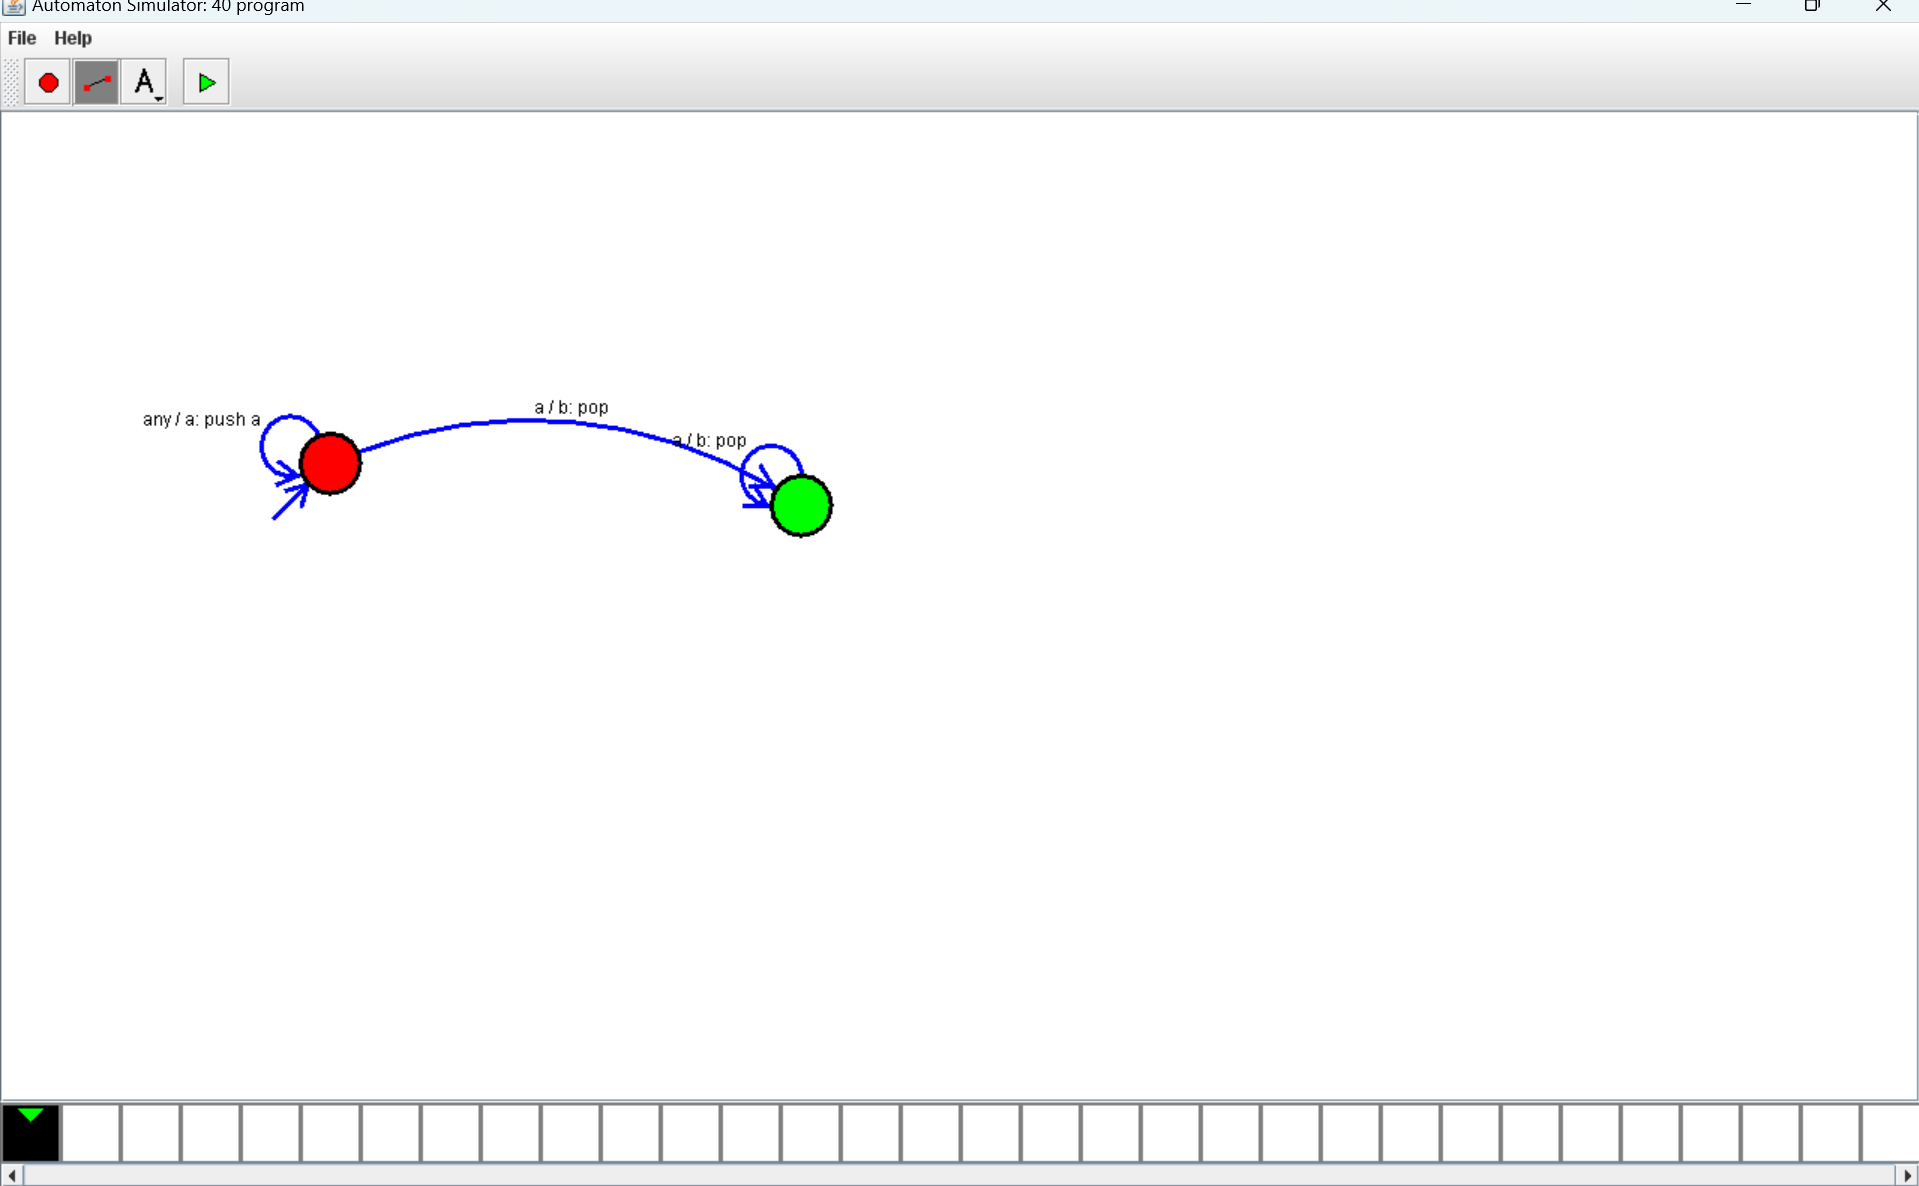 Automaton Simulator: 40 program
File Help
A
any / a: push a
a / b: pop
a / b: pop